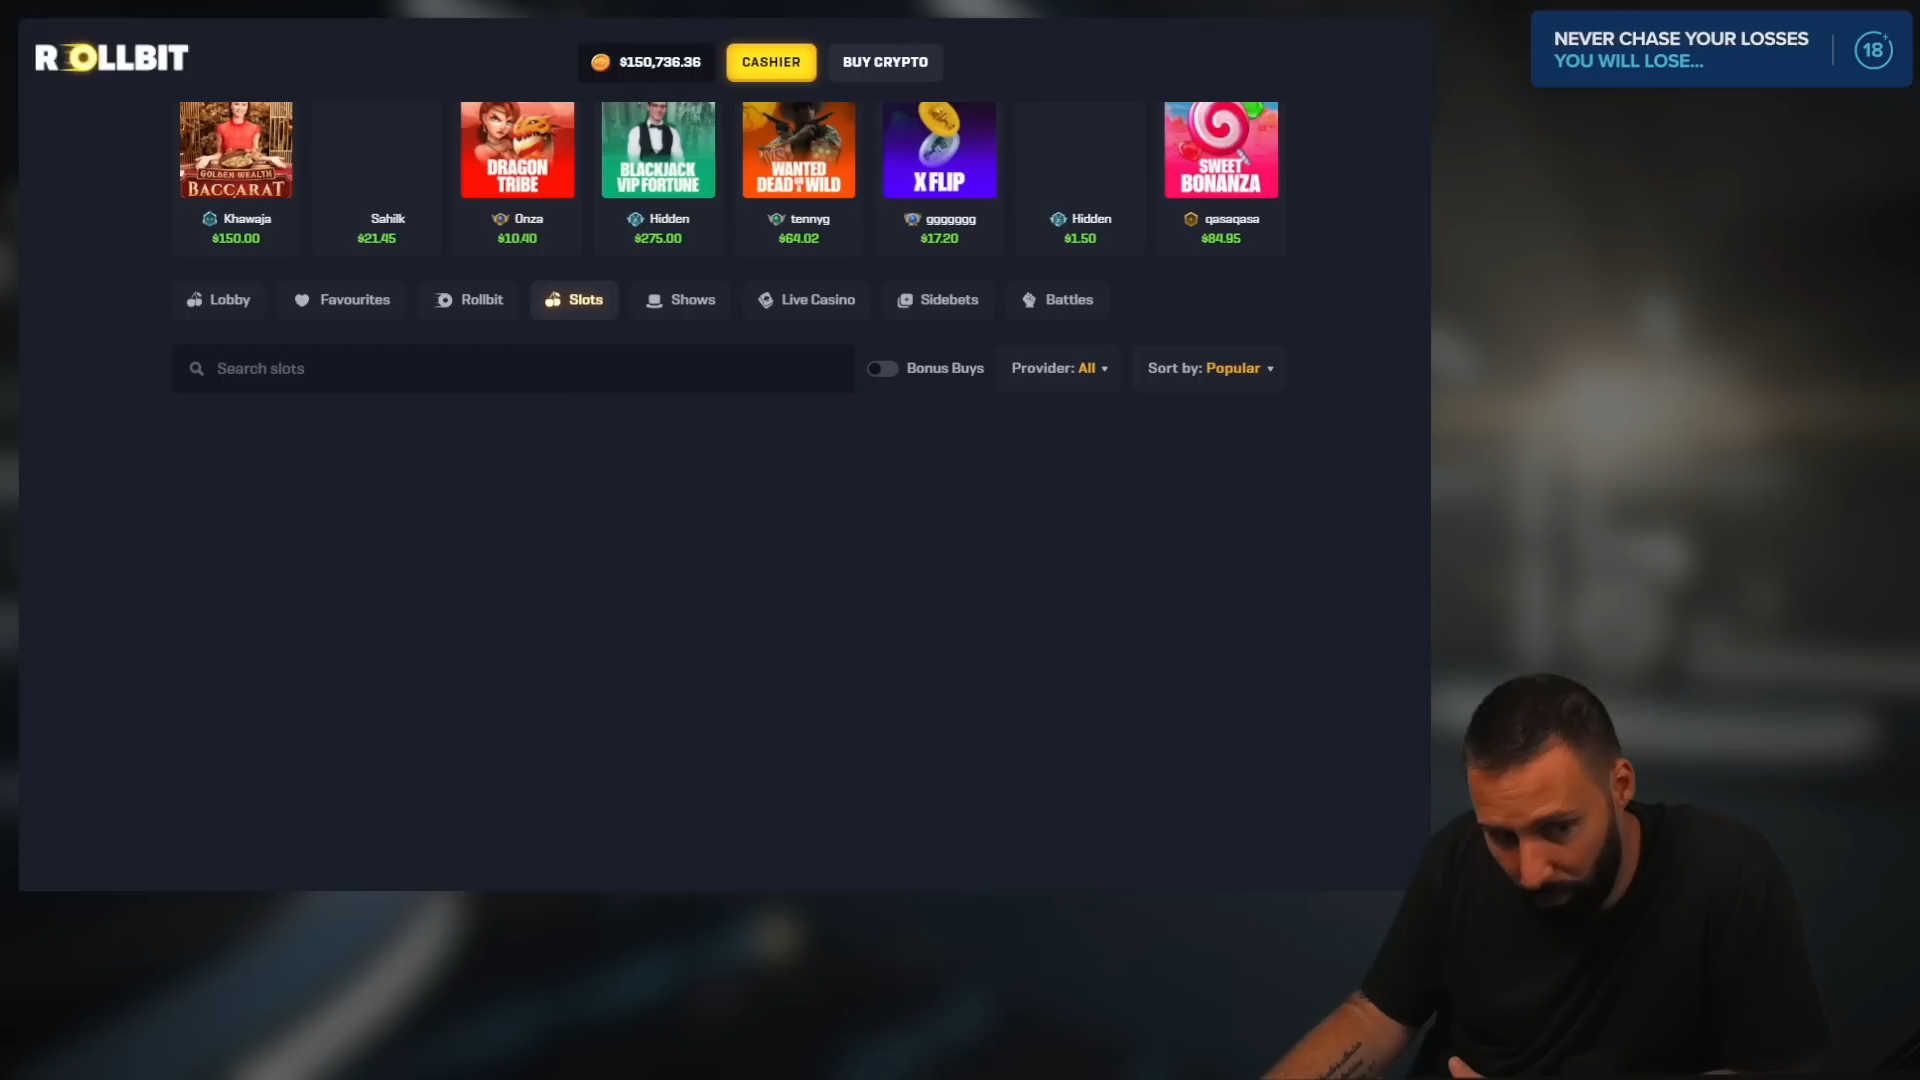 ROLLBIT
$150,736.36
CASHIER
BUY CRYPTO
NEVER CHASE YOUR LOSSES
YOU WILL LOSE...
18+
GOLDEN WEALTH
BACCARAT
DRAGON
TRIBE
BLACKJACK
VIP FORTUNE
WANTED
DEAD OR A WILD
X FLIP
SWEET
BONANZA
Khawaja
Sahilk
Onza
Hidden
tennyg
ggggggg
Hidden
qasaqasa
$150.00
$21.45
$10.40
$275.00
$64.02
$17.20
$1.50
$84.95
Lobby
Favourites
Rollbit
Slots
Shows
Live Casino
Sidebets
Battles
Search slots
Bonus Buys
Provider: All
Sort by: Popular